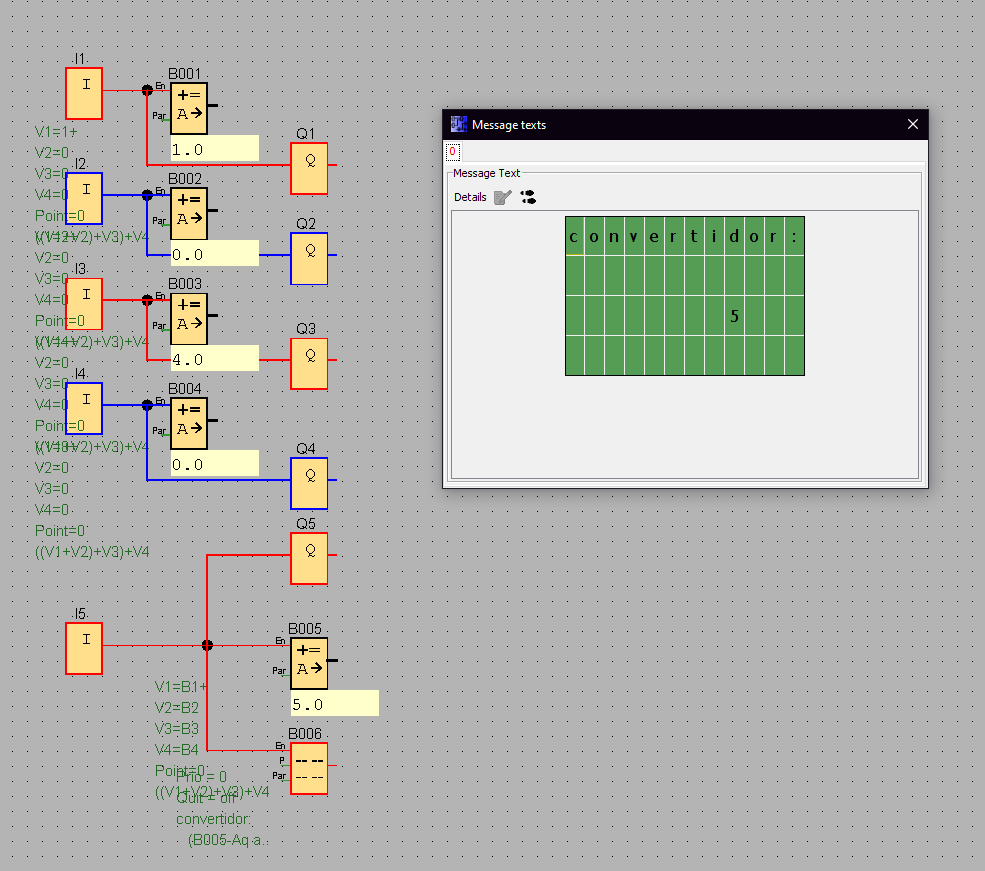 I1
I
B001
En
+=
A→
Par
1.0
Q1
Q
V1=1+
V2=0
V3=0
V4=0
Point=0
((V1+V2)+V3)+V4
I2
I
B002
En
+=
A→
Par
0.0
Q2
Q
V2=0
V3=0
V4=0
Point=0
((V1+V2)+V3)+V4
I3
I
B003
En
+=
A→
Par
4.0
Q3
Q
V2=0
V3=0
V4=0
Point=0
((V1+V2)+V3)+V4
I4
I
B004
En
+=
A→
Par
0.0
Q4
Q
V2=0
V3=0
V4=0
Point=0
((V1+V2)+V3)+V4
Q5
Q
I5
I
B005
En
+=
A→
Par
5.0
V1=B1+
V2=B2
V3=B3
V4=B4
Point=0
((V1+V2)+V3)+V4
B006
En
P
Par
Prio = 0
Quit = off
convertidor:
(B005-Aq a..
Message texts
0
Message Text
Details
convertidor:
5